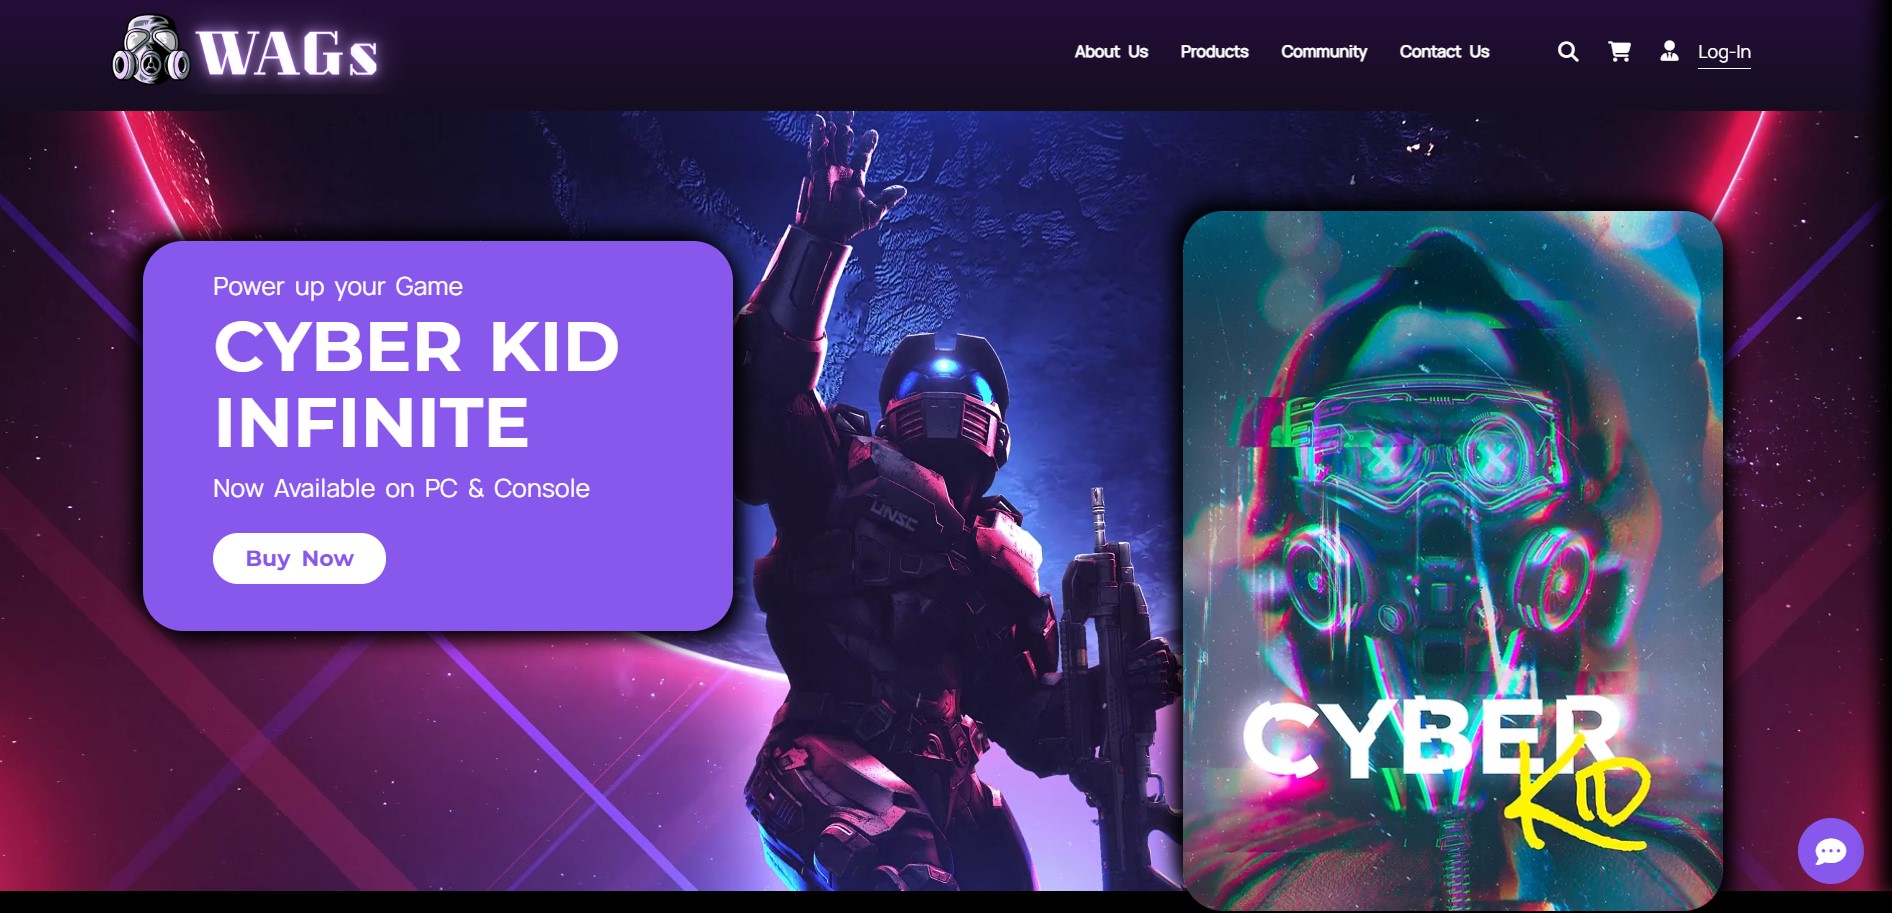 WAGs
About Us Products Community Contact Us Log-In
Power up your Game
CYBER KID
INFINITE
Now Available on PC & Console
Buy Now
UNSC
CYBER
KID